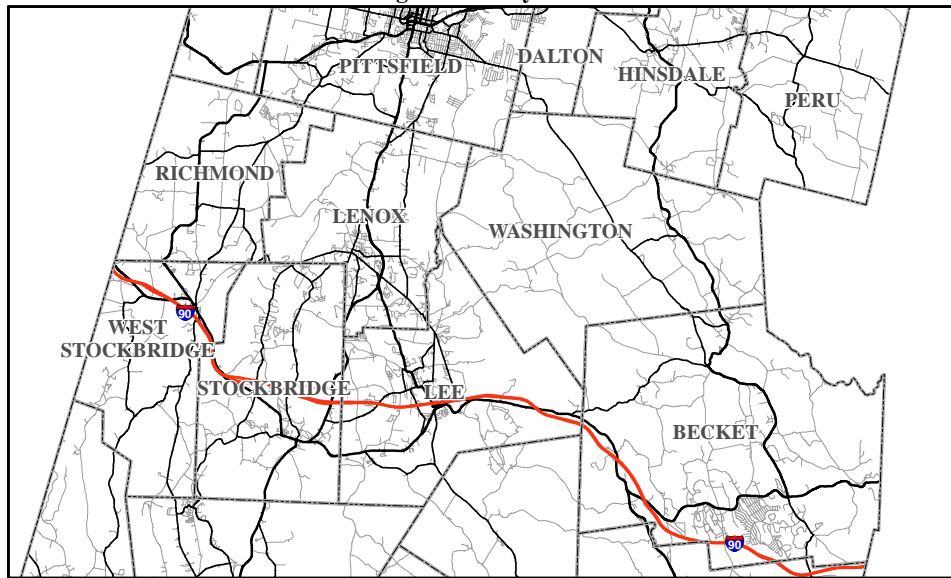 PITTSFIELD
DALTON
HINSDALE
PERU
RICHMOND
LENOX
WASHINGTON
90
WEST
STOCKBRIDGE
STOCKBRIDGE
LEE
BECKET
90